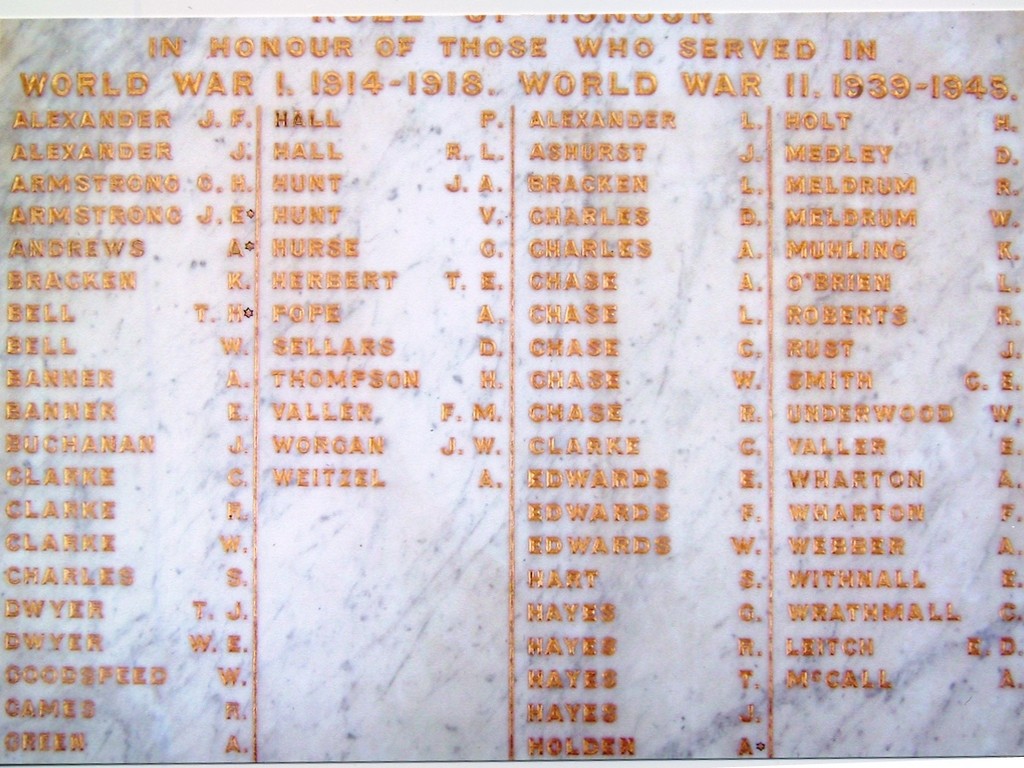 ROLL OF HONOUR
IN HONOUR OF THOSE WHO SERVED IN
WORLD WAR I. 1914-1918. WORLD WAR II. 1939-1945.
ALEXANDER J. F.
ALEXANDER J.
ARMSTRONG G. H.
ARMSTRONG J. E*
ANDREWS A*
BRACKEN K.
BELL T. H*
BELL W.
BANNER A.
BANNER E.
BUCHANAN J.
CLARKE C.
CLARKE R.
CLARKE W.
CHARLES S.
DWYER T. J.
DWYER W. E.
GOODSPEED W.
GAMES R.
GREEN A.
HALL P.
HALL R. L.
HUNT J. A.
HUNT V.
HURSE G.
HERBERT T. E.
POPE A.
SELLARS D.
THOMPSON H.
VALLER F. M.
WORGAN J. W.
WEITZEL A.
ALEXANDER L.
ASHURST J.
BRACKEN L.
CHARLES D.
CHARLES A.
CHASE A.
CHASE L.
CHASE C.
CHASE W.
CHASE R.
CLARKE C.
EDWARDS E.
EDWARDS F.
EDWARDS W.
HART S.
HAYES G.
HAYES R.
HAYES T.
HAYES J.
HOLDEN A*
HOLT H.
MEDLEY D.
MELDRUM R.
MELDRUM W.
MUHLING K.
O'BRIEN L.
ROBERTS R.
RUST J.
SMITH C. E.
UNDERWOOD W.
VALLER E.
WHARTON A.
WHARTON F.
WEBBER A.
WITHNALL E.
WRATHMALL C.
LEITCH E. D.
McCALL A.